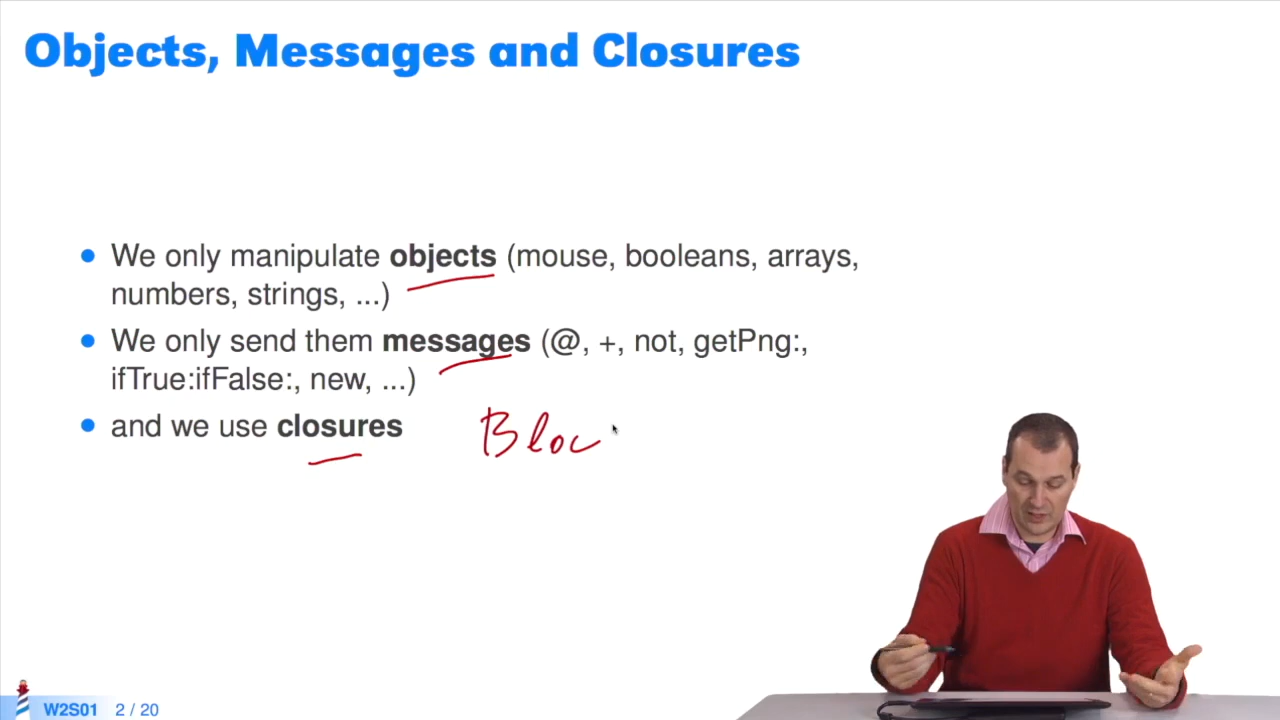 Objects, Messages and Closures
• We only manipulate objects (mouse, booleans, arrays,
numbers, strings, ...)
• We only send them messages (@, +, not, getPng:,
ifTrue:ifFalse:, new, ...)
• and we use closures
Bloc
W2S01 2 / 20